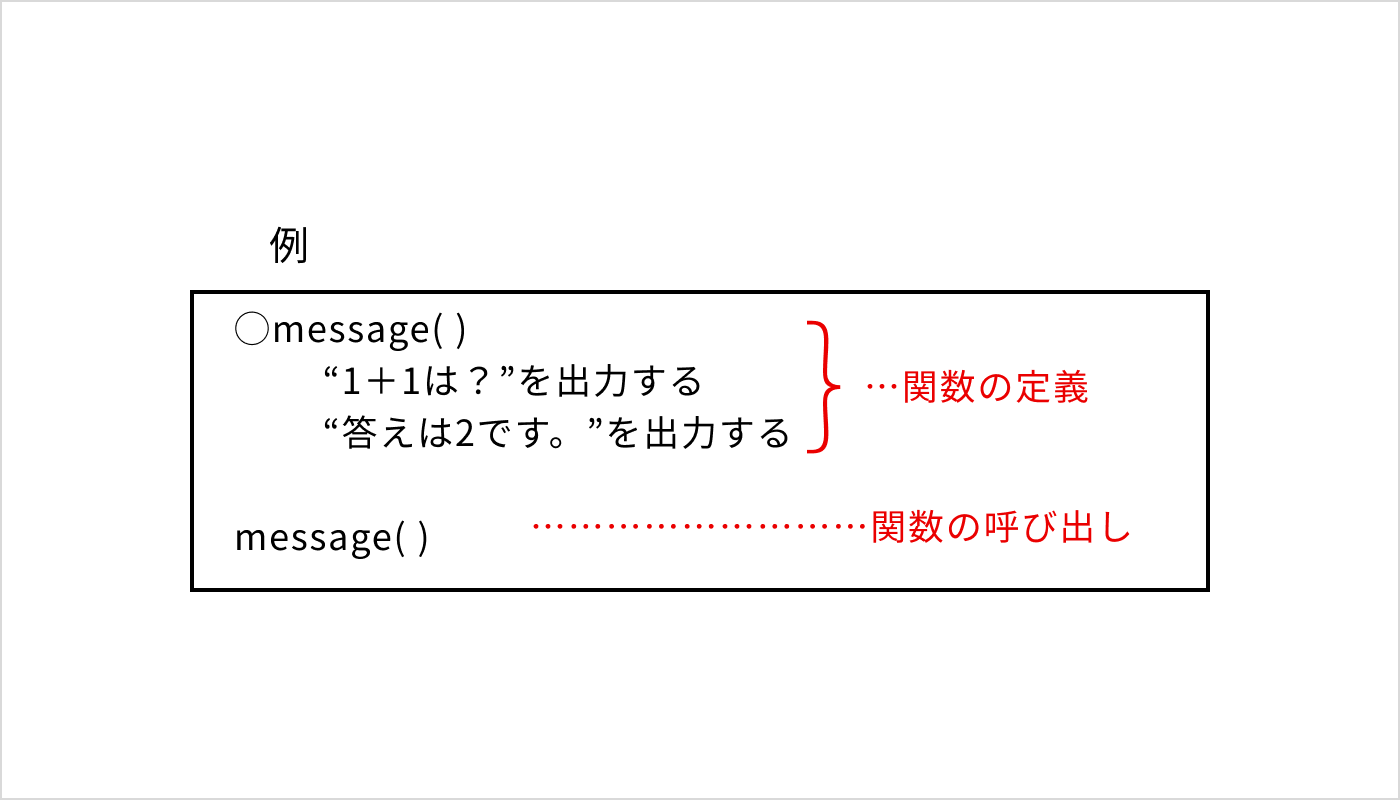 例
○message( )
“1＋1は？”を出力する
…関数の定義
“答えは2です。”を出力する
message( ) …………………………関数の呼び出し